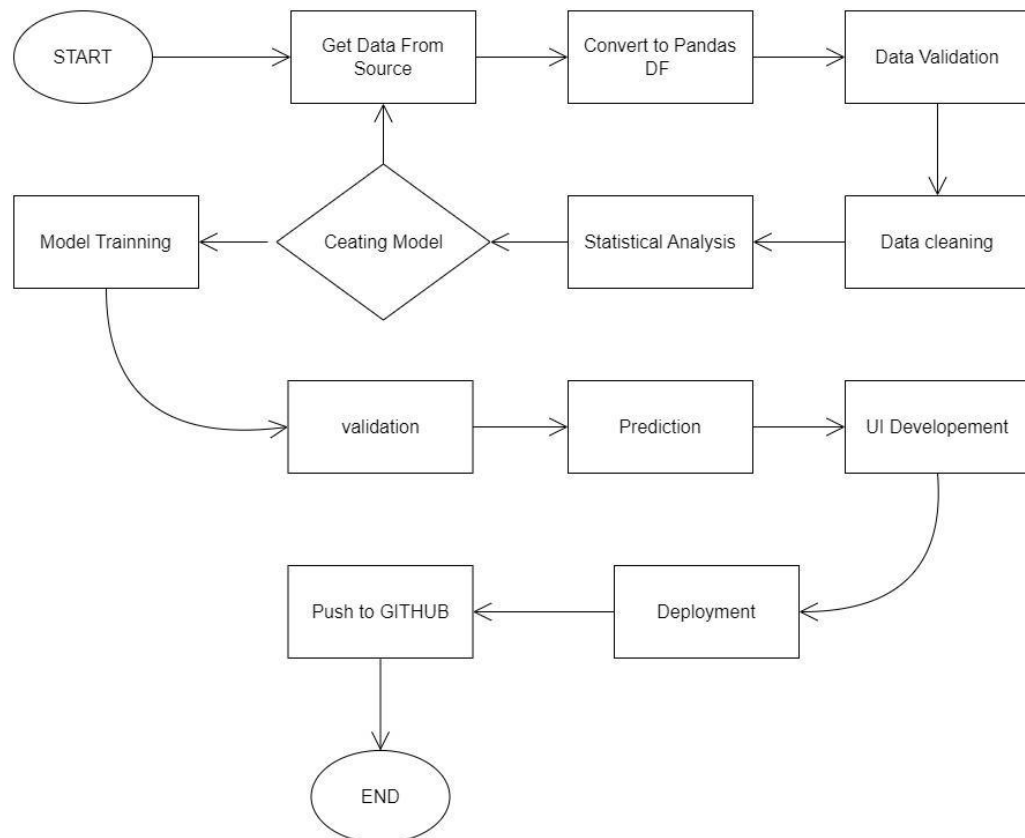 START
Get Data From
Source
Convert to Pandas
DF
Data Validation
Model Trainning
Ceating Model
Statistical Analysis
Data cleaning
validation
Prediction
UI Developement
Push to GITHUB
Deployment
END